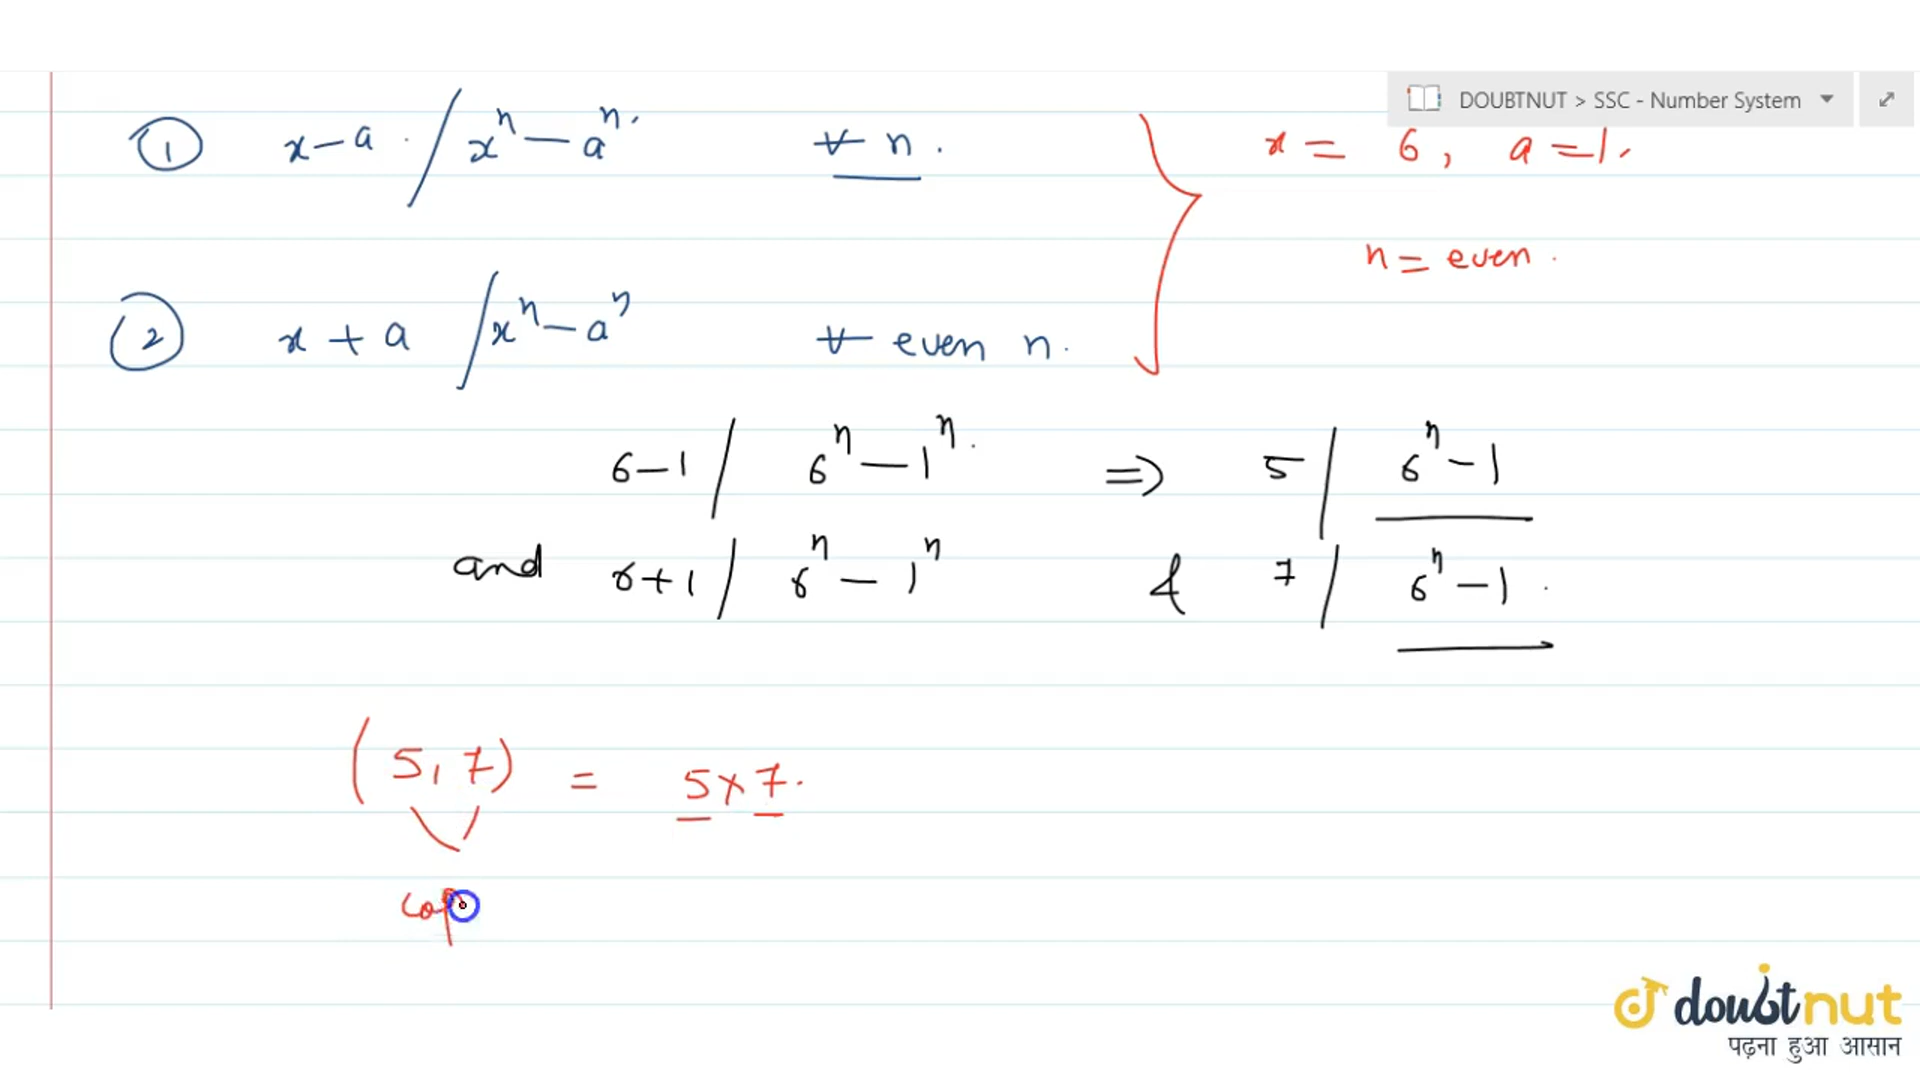 DOUBTNUT > SSC - Number System
① x - a / xⁿ - aⁿ. ∀ n. x = 6, a = 1.
n = even.
② x + a / xⁿ - aⁿ ∀ even n.
6 - 1 / 6ⁿ - 1ⁿ. ⇒ 5 / 6ⁿ - 1
and 6 + 1 / 6ⁿ - 1ⁿ & 7 / 6ⁿ - 1.
(5, 7) = 5 x 7.
cop
doubtnut
पढ़ना हुआ आसान